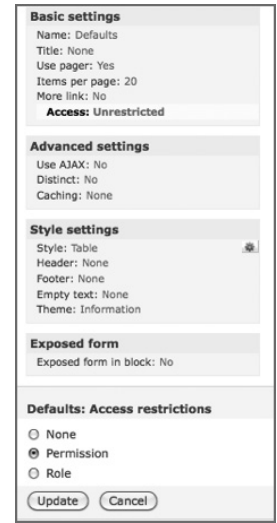 Basic settings
Name: Defaults
Title: None
Use pager: Yes
Items per page: 20
More link: No
Access: Unrestricted
Advanced settings
Use AJAX: No
Distinct: No
Caching: None
Style settings
Style: Table
Header: None
Footer: None
Empty text: None
Theme: Information
Exposed form
Exposed form in block: No
Defaults: Access restrictions
None
Permission
Role
Update Cancel